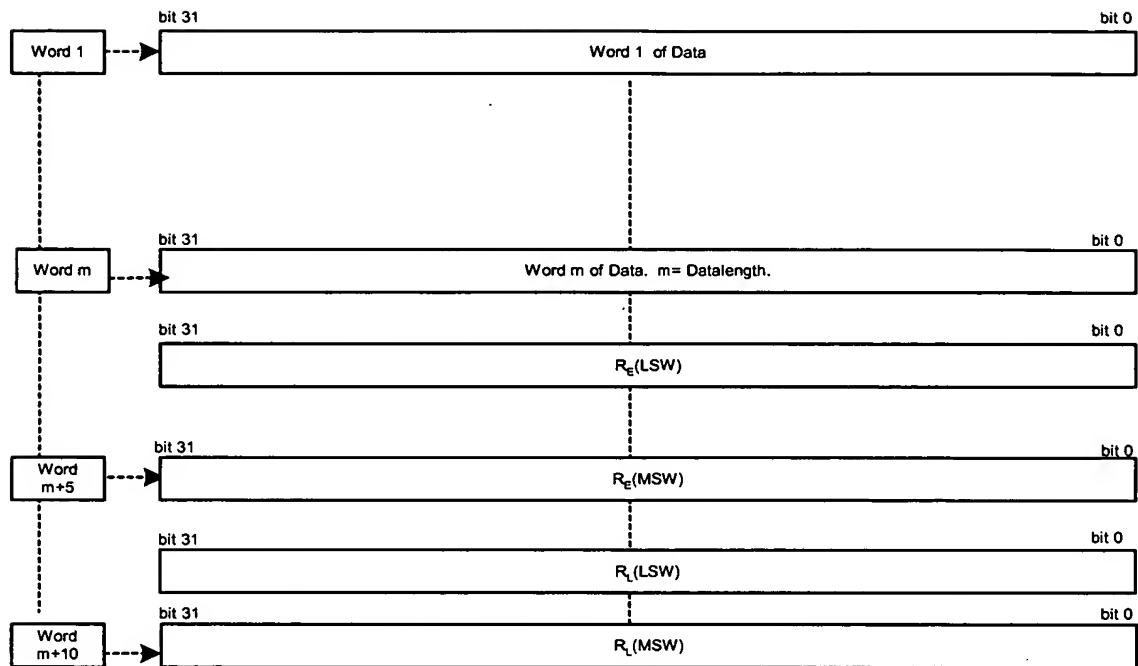 bit 31 bit 0
Word 1 Word 1 of Data
bit 31 bit 0
Word m Word m of Data. m= Datalength.
bit 31 bit 0
R_E(LSW)
bit 31 bit 0
Word
m+5 R_E(MSW)
bit 31 bit 0
R_L(LSW)
bit 31 bit 0
Word
m+10 R_L(MSW)